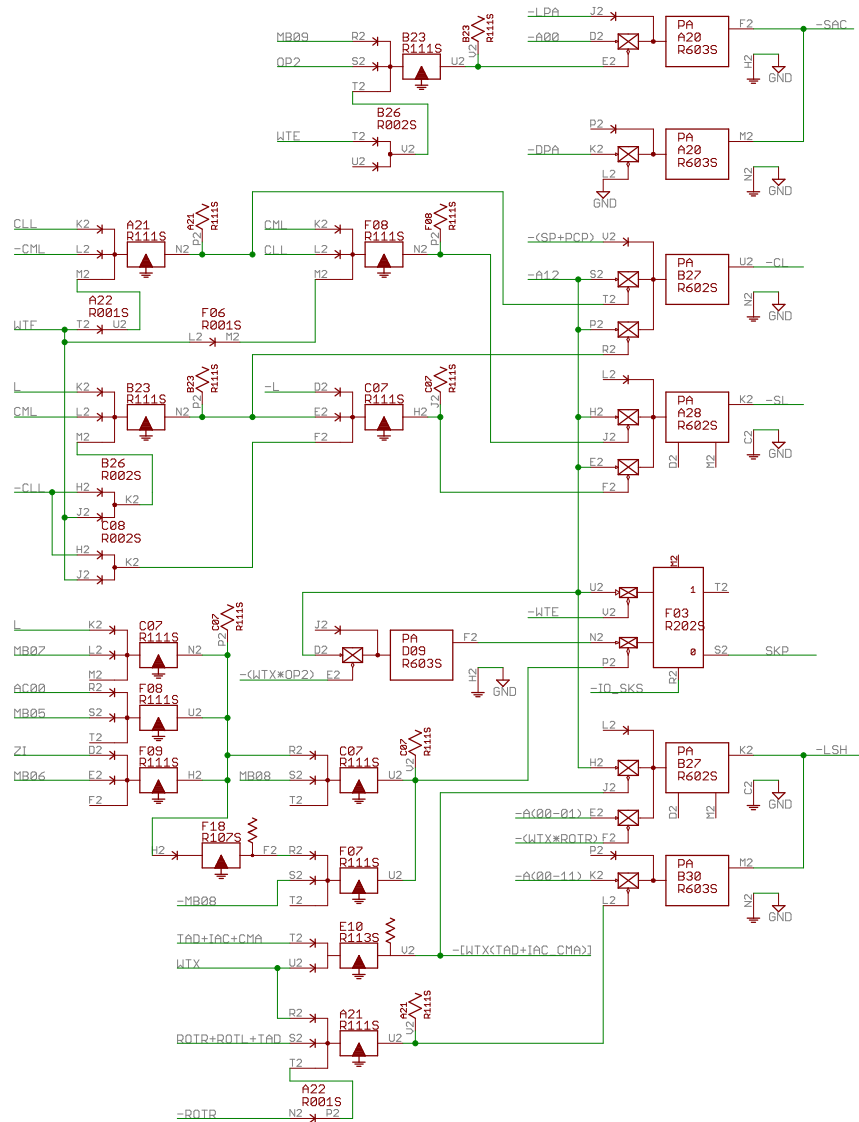 -LPA J2 PA F2 -SAC
-A00 D2 A20
E2 R603S
H2 GND
MB09 R2 B23 B23 R111S
OP2 S2 R111S U2 V2
T2
B26
R002S
WTE T2 V2
U2
P2 PA M2
-DPA K2 A20
L2 R603S
GND N2 GND
CLL K2 A21 A21 R111S
-CML L2 R111S N2 P2
M2
CML K2 F08 F08 R111S
CLL L2 R111S N2 P2
M2
A22
R001S
WTF T2 U2
F06
R001S
L2 M2
-(SP+PCP) V2 PA U2 -CL
-A12 S2 B27
T2 R602S
P2 N2 GND
R2
L K2 B23 B23 R111S
CML L2 R111S N2 P2
M2
-L D2 C07 C07 R111S
E2 R111S H2 J2
F2
L2 PA K2 -SL
H2 A28
J2 R602S
E2 D2 M2 C2 GND
F2
B26
R002S
-CLL H2 K2
J2
C08
R002S
H2 K2
J2
M2
U2 1 T2
-WTE V2 F03
N2 R202S
P2 0 S2 SKP
-IO_SKS R2
J2 PA F2
D2 D09
-(WTX*OP2) E2 R603S
H2 GND
L K2 C07 C07 R111S
MB07 L2 R111S N2 P2
M2
AC00 R2 F08
MB05 S2 R111S U2
T2
ZI D2 F09
MB06 E2 R111S H2
F2
R2 C07 C07 R111S
MB08 S2 R111S U2 V2
T2
H2 F18 F2
R107S
R2 F07
S2 R111S U2
-MB08 T2
L2 PA K2 -LSH
H2 B27
J2 R602S
-A(00-01) E2 D2 M2 C2 GND
-(WTX*ROTR) F2
P2 PA M2
-A(00-11) K2 B30
L2 R603S
N2 GND
TAD+IAC+CMA T2 E10
R113S V2 -[WTX(TAD+IAC_CMA)]
WTX U2
R2 A21 A21 R111S
ROTR+ROTL+TAD S2 R111S U2 V2
T2
A22
R001S
-ROTR N2 P2